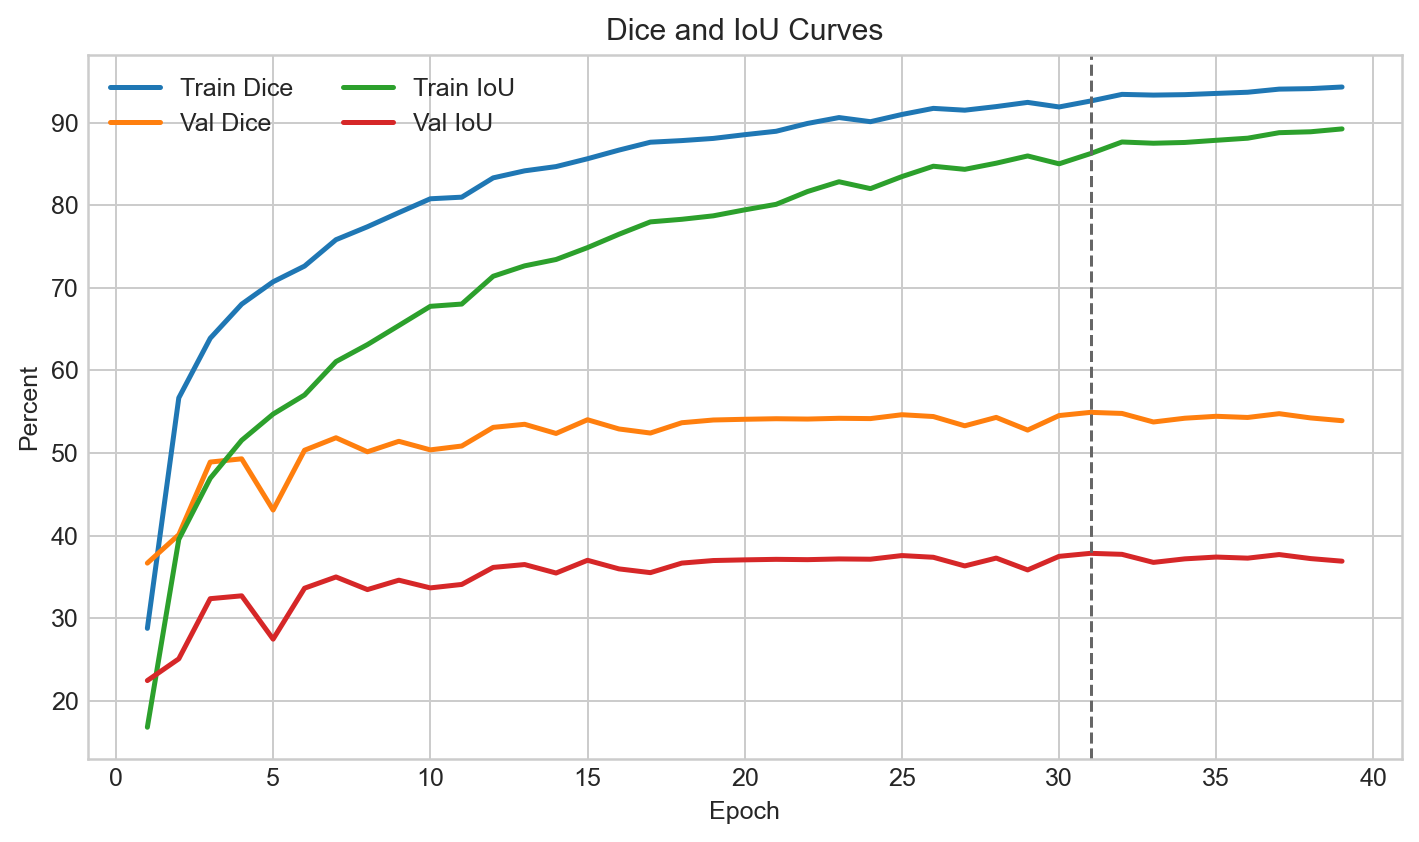 Dice and IoU Curves
Train Dice
Val Dice
Train IoU
Val IoU
Percent
90
80
70
60
50
40
30
20
0 5 10 15 20 25 30 35 40
Epoch